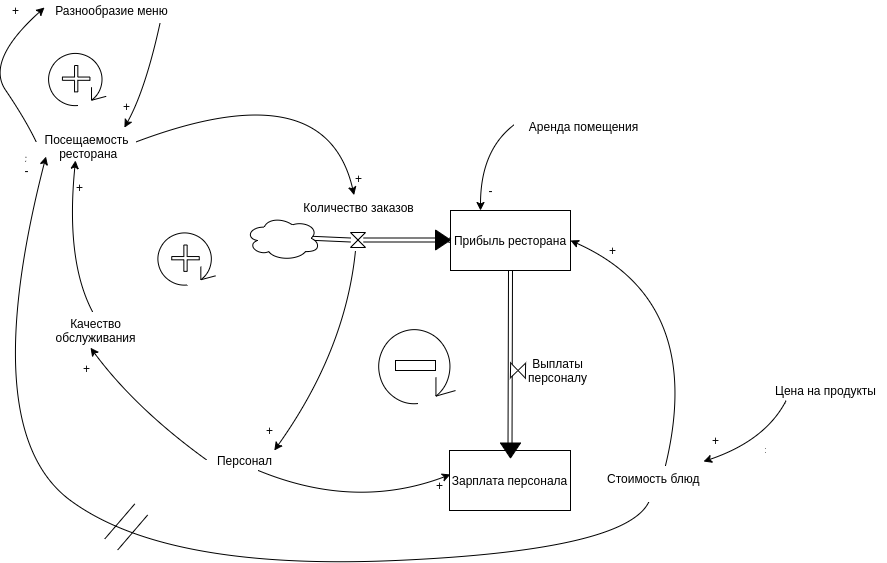 +
Разнообразие меню
+
Посещаемость
ресторана
:
-
+
Аренда помещения
-
+
Количество заказов
Прибыль ресторана
+
Качество
обслуживания
+
Выплаты
персоналу
Цена на продукты
+
:
+
Персонал
+
Зарплата персонала
Стоимость блюд